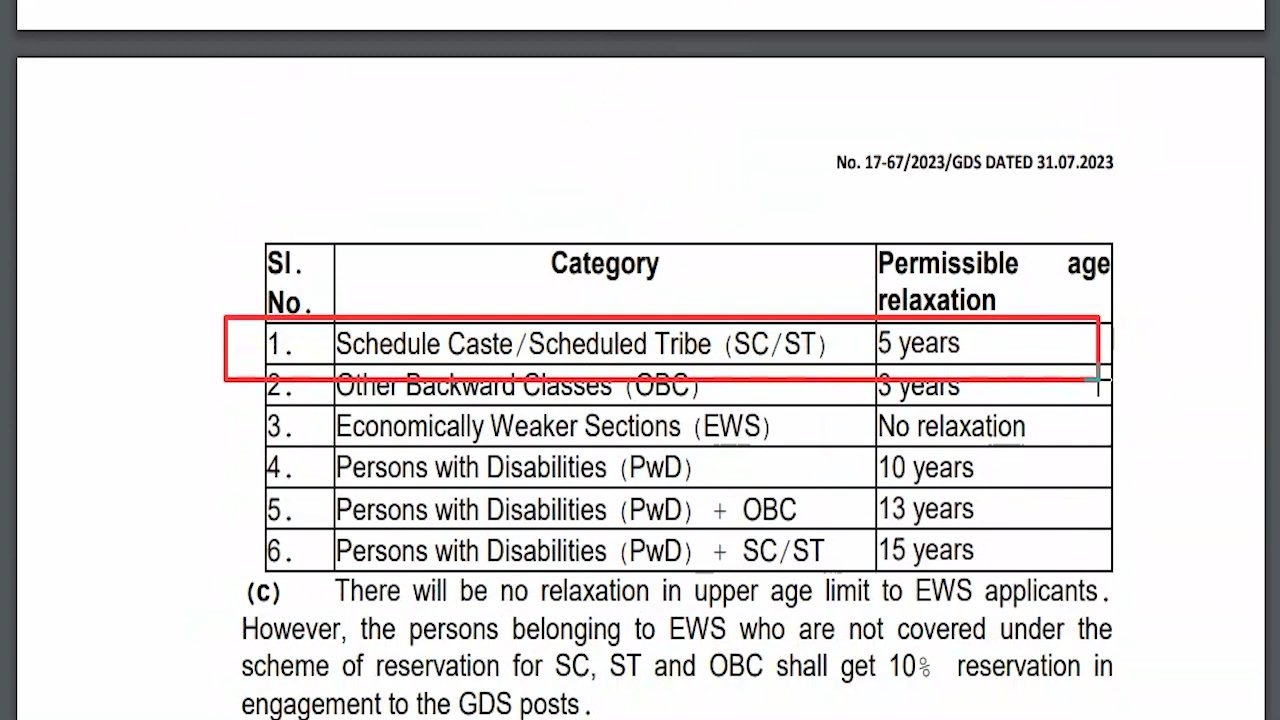 No. 17-67/2023/GDS DATED 31.07.2023
Sl. No. Category Permissible age relaxation
1. Schedule Caste/Scheduled Tribe (SC/ST) 5 years
2. Other Backward Classes (OBC) 3 years
3. Economically Weaker Sections (EWS) No relaxation
4. Persons with Disabilities (PwD) 10 years
5. Persons with Disabilities (PwD) + OBC 13 years
6. Persons with Disabilities (PwD) + SC/ST 15 years
(C) There will be no relaxation in upper age limit to EWS applicants.
However, the persons belonging to EWS who are not covered under the
scheme of reservation for SC, ST and OBC shall get 10% reservation in
engagement to the GDS posts.